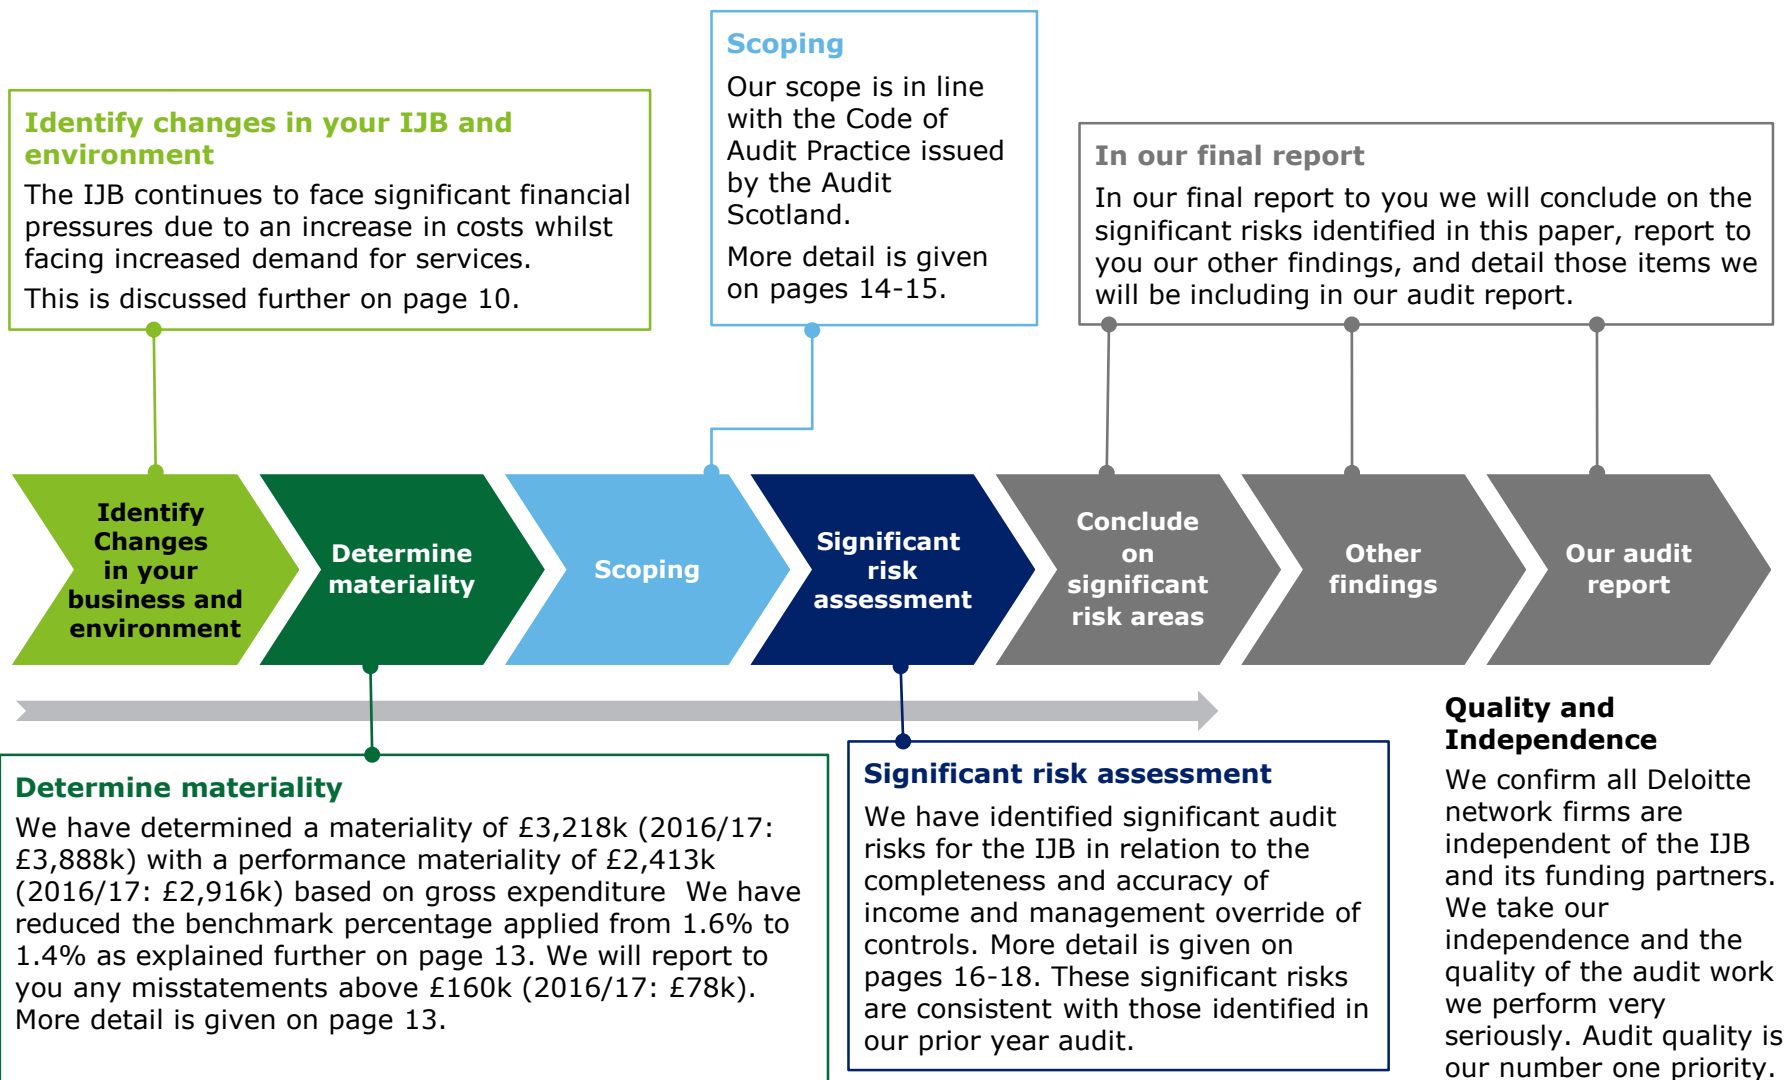 Scoping
Our scope is in line
with the Code of
Audit Practice issued
by the Audit
Scotland.
More detail is given
on pages 14-15.
Identify changes in your IJB and
environment
The IJB continues to face significant financial
pressures due to an increase in costs whilst
facing increased demand for services.
This is discussed further on page 10.
In our final report
In our final report to you we will conclude on the
significant risks identified in this paper, report to
you our other findings, and detail those items we
will be including in our audit report.
Identify
Changes
in your
business and
environment
Determine
materiality
Scoping
Significant
risk
assessment
Conclude
on
significant
risk areas
Other
findings
Our audit
report
Determine materiality
We have determined a materiality of £3,218k (2016/17:
£3,888k) with a performance materiality of £2,413k
(2016/17: £2,916k) based on gross expenditure  We have
reduced the benchmark percentage applied from 1.6% to
1.4% as explained further on page 13. We will report to
you any misstatements above £160k (2016/17: £78k).
More detail is given on page 13.
Significant risk assessment
We have identified significant audit
risks for the IJB in relation to the
completeness and accuracy of
income and management override of
controls. More detail is given on
pages 16-18. These significant risks
are consistent with those identified in
our prior year audit.
Quality and
Independence
We confirm all Deloitte
network firms are
independent of the IJB
and its funding partners.
We take our
independence and the
quality of the audit work
we perform very
seriously. Audit quality is
our number one priority.